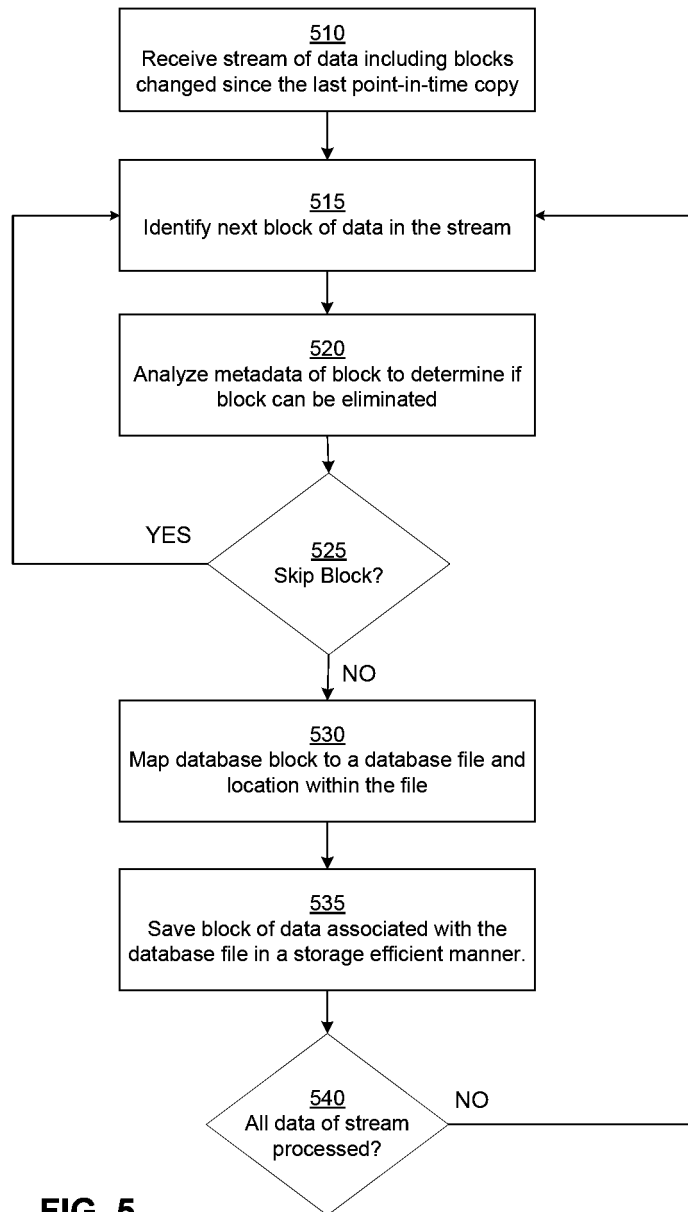 510
Receive stream of data including blocks
changed since the last point-in-time copy
515
Identify next block of data in the stream
520
Analyze metadata of block to determine if
block can be eliminated
YES
525
Skip Block?
NO
530
Map database block to a database file and
location within the file
535
Save block of data associated with the
database file in a storage efficient manner.
540
All data of stream
processed?
NO
FIG. 5